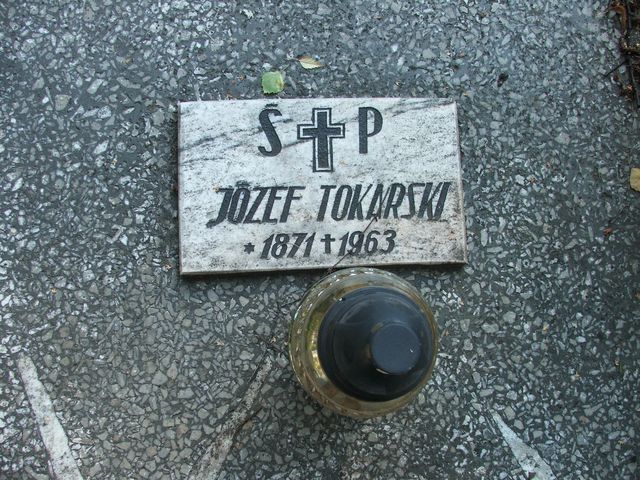 Ś P
JÓZEF TOKARSKI
* 1871 ✝ 1963